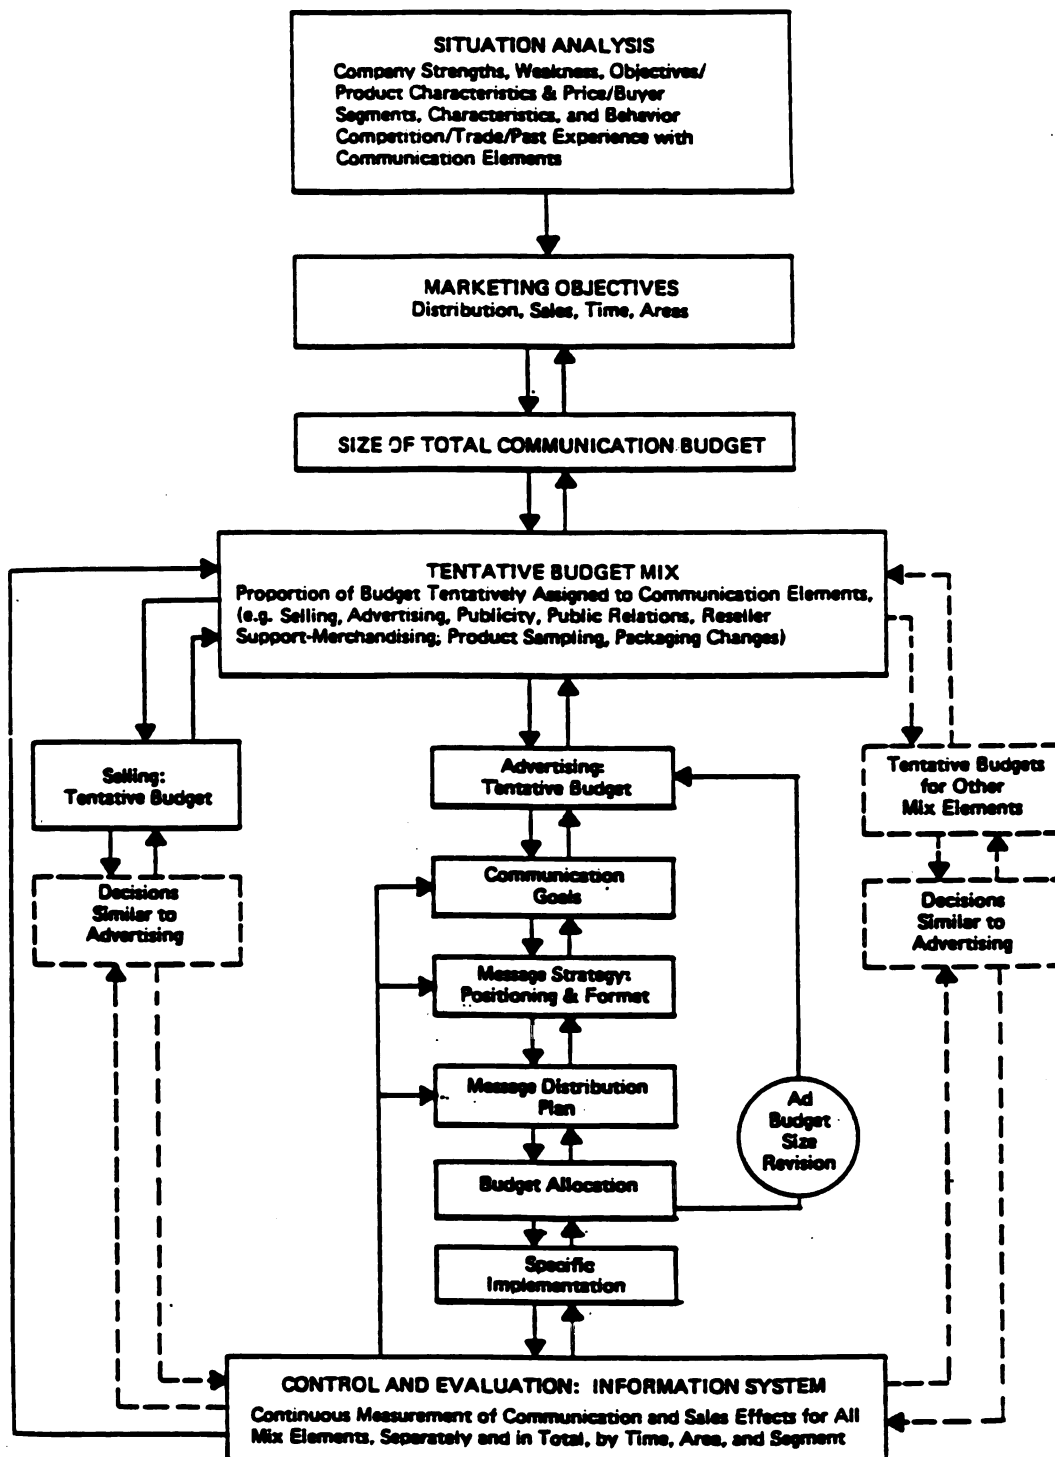 SITUATION ANALYSIS
Company Strengths, Weakness, Objectives/
Product Characteristics & Price/Buyer
Segments, Characteristics, and Behavior
Competition/Trade/Past Experience with
Communication Elements
MARKETING OBJECTIVES
Distribution, Sales, Time, Areas
SIZE OF TOTAL COMMUNICATION BUDGET
TENTATIVE BUDGET MIX
Proportion of Budget Tentatively Assigned to Communication Elements,
(e.g. Selling, Advertising, Publicity, Public Relations, Reseller
Support-Merchandising; Product Sampling, Packaging Changes)
Selling:
Tentative Budget
Decisions
Similar to
Advertising
Advertising:
Tentative Budget
Communication
Goals
Message Strategy:
Positioning & Format
Message Distribution
Plan
Budget Allocation
Specific
Implementation
Ad
Budget
Size
Revision
Tentative Budgets
for Other
Mix Elements
Decisions
Similar to
Advertising
CONTROL AND EVALUATION: INFORMATION SYSTEM
Continuous Measurement of Communication and Sales Effects for All
Mix Elements, Separately and in Total, by Time, Area, and Segment